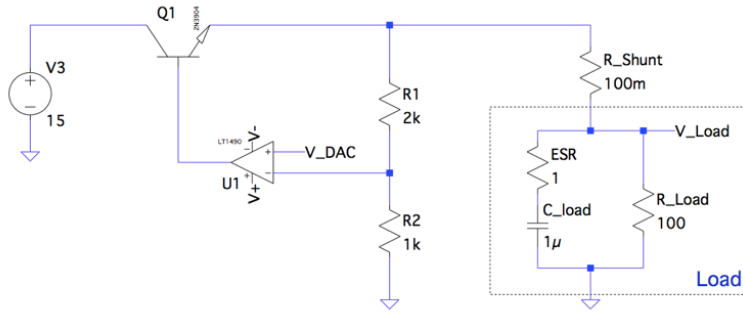 Q1
2N3904
V3
+
−
15
R_Shunt
100m
R1
2k
LT1490
V-
+
V_DAC
−
U1
+
V+
V_Load
ESR
1
C_load
1µ
R_Load
100
R2
1k
Load